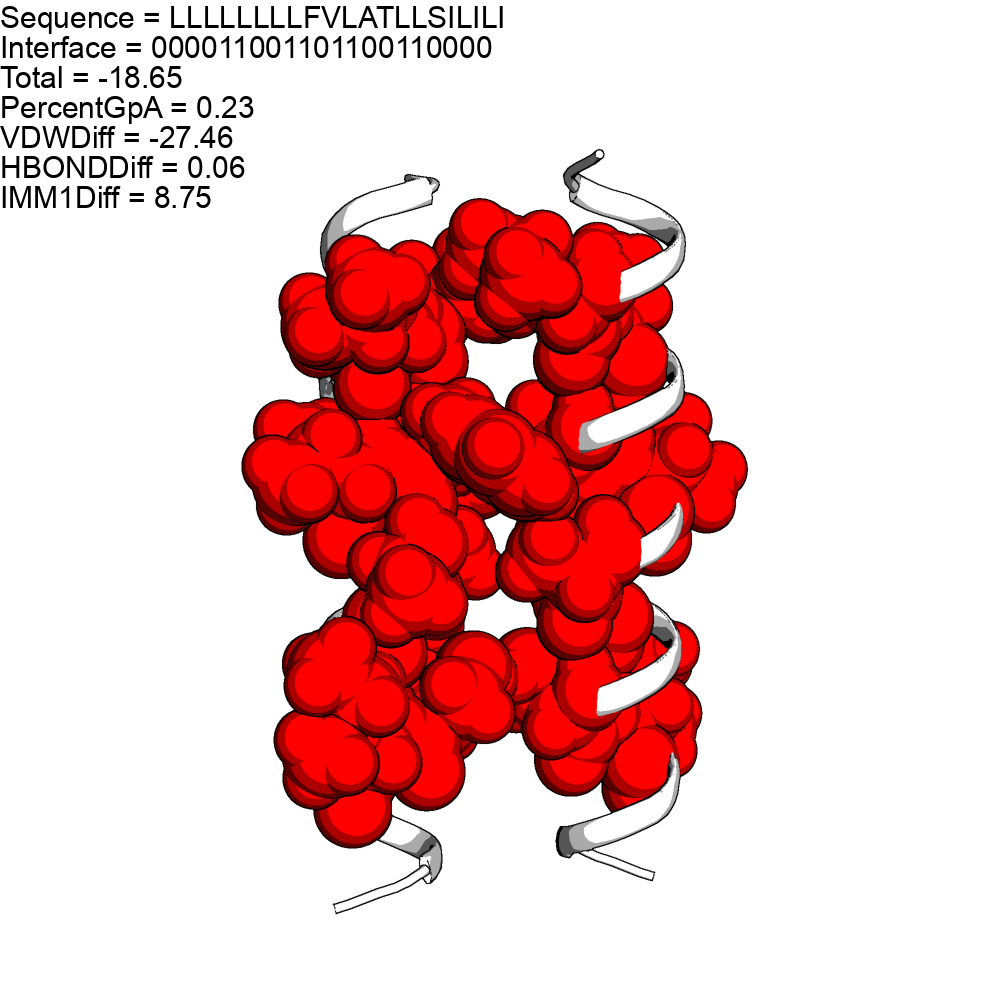 Sequence = LLLLLLLLFVLATLLSILILI
Interface = 000011001101100110000
Total = -18.65
PercentGpA = 0.23
VDWDiff = -27.46
HBONDDiff = 0.06
IMM1Diff = 8.75